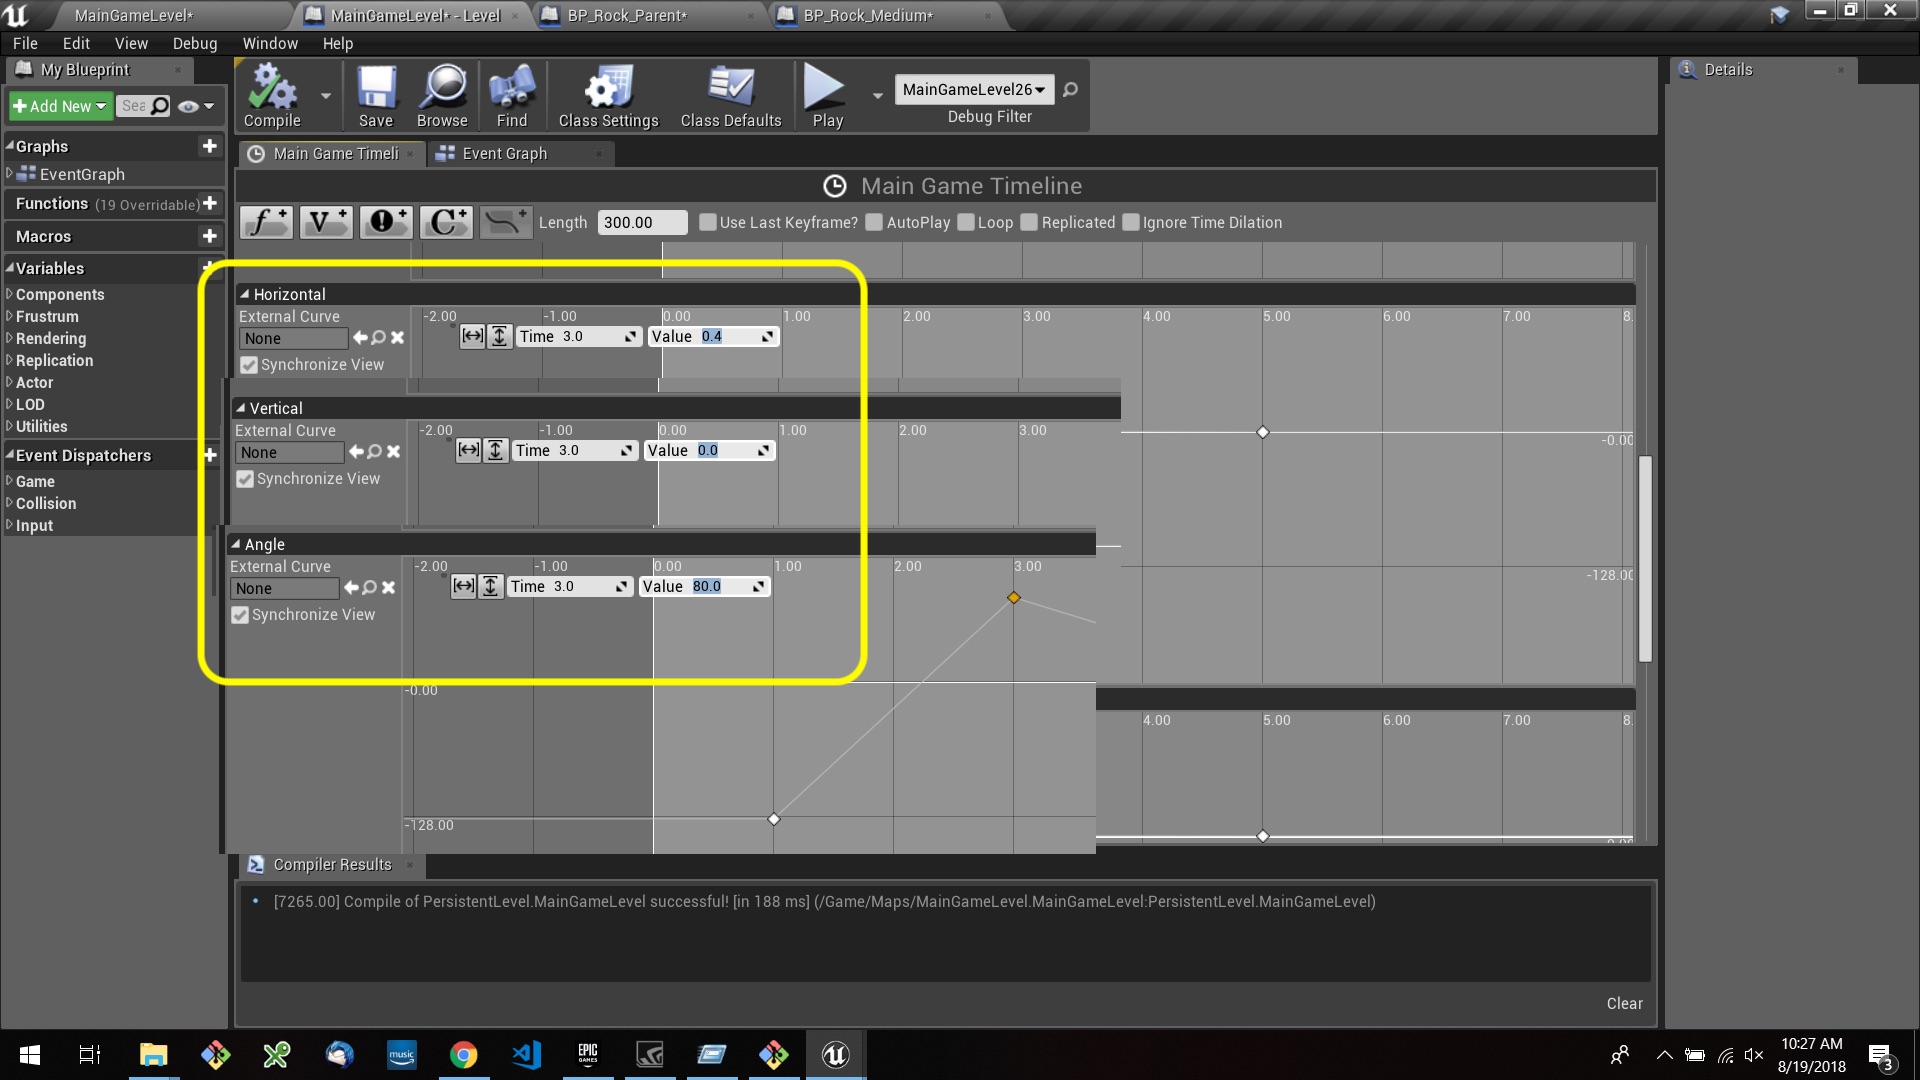 MainGameLevel*
MainGameLevel* - Level
BP_Rock_Parent*
BP_Rock_Medium*
File Edit View Debug Window Help
My Blueprint
Add New
Sea
Graphs
EventGraph
Functions (19 Overridable)
Macros
Variables
Components
Frustrum
Rendering
Replication
Actor
LOD
Utilities
Event Dispatchers
Game
Collision
Input
Compile
Save
Browse
Find
Class Settings
Class Defaults
Play
MainGameLevel26
Debug Filter
Main Game Timeli
Event Graph
Main Game Timeline
f+ V+ !+ C+
Length 300.00 Use Last Keyframe? AutoPlay Loop Replicated Ignore Time Dilation
Horizontal
External Curve
None
Synchronize View
-2.00 -1.00 0.00 1.00 2.00 3.00 4.00 5.00 6.00 7.00 8.
Time 3.0 Value 0.4
Vertical
External Curve
None
Synchronize View
-2.00 -1.00 0.00 1.00 2.00 3.00
Time 3.0 Value 0.0
-0.00
Angle
External Curve
None
Synchronize View
-2.00 -1.00 0.00 1.00 2.00 3.00
Time 3.0 Value 80.0
-128.00
-0.00
-128.00
4.00 5.00 6.00 7.00 8.
Compiler Results
[7265.00] Compile of PersistentLevel.MainGameLevel successful! [in 188 ms] (/Game/Maps/MainGameLevel.MainGameLevel:PersistentLevel.MainGameLevel)
Clear
Details
music
EPIC
GAMES
10:27 AM
8/19/2018
3